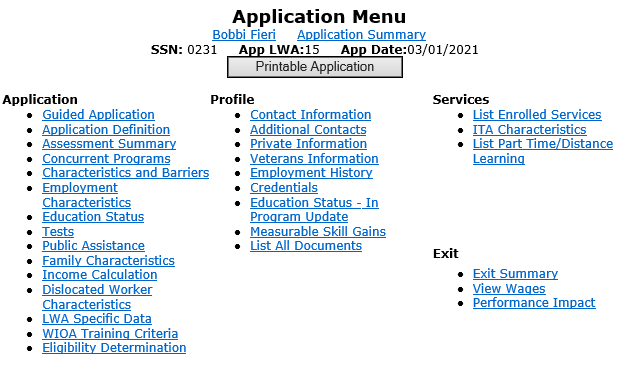 Application Menu
Bobbi Fieri Application Summary
SSN: 0231 App LWA:15 App Date:03/01/2021
Printable Application
Application
Guided Application
Application Definition
Assessment Summary
Concurrent Programs
Characteristics and Barriers
Employment
Characteristics
Education Status
Tests
Public Assistance
Family Characteristics
Income Calculation
Dislocated Worker
Characteristics
LWA Specific Data
WIOA Training Criteria
Eligibility Determination
Profile
Contact Information
Additional Contacts
Private Information
Veterans Information
Employment History
Credentials
Education Status - In
Program Update
Measurable Skill Gains
List All Documents
Services
List Enrolled Services
ITA Characteristics
List Part Time/Distance
Learning
Exit
Exit Summary
View Wages
Performance Impact